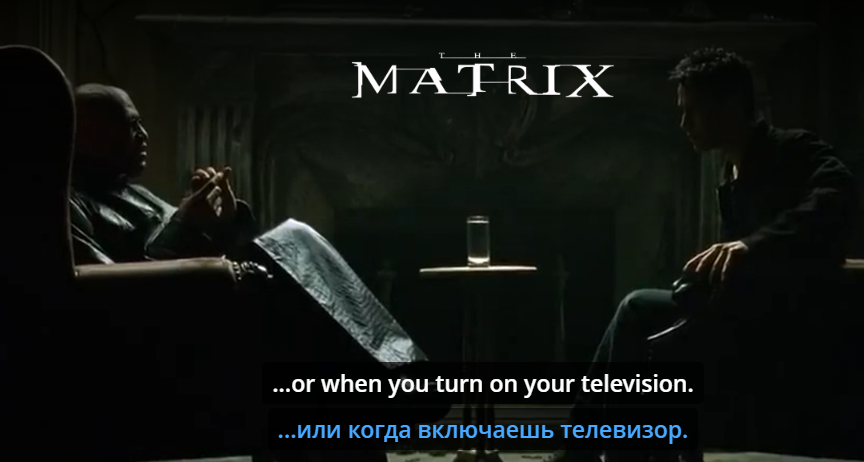 THE
MATRIX
...or when you turn on your television.
...или когда включаешь телевизор.